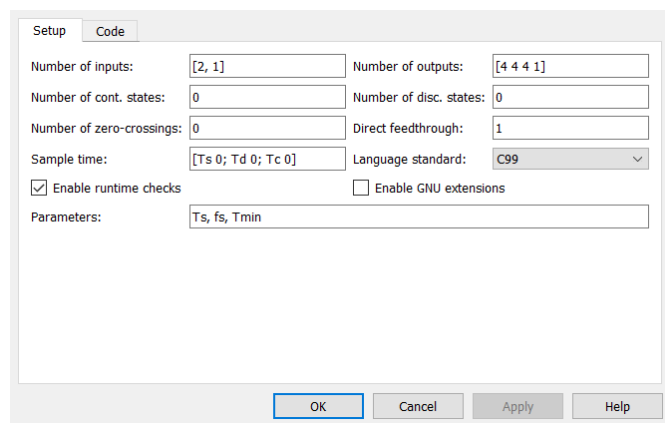 Setup Code
Number of inputs: [2, 1] Number of outputs: [4 4 4 1]
Number of cont. states: 0 Number of disc. states: 0
Number of zero-crossings: 0 Direct feedthrough: 1
Sample time: [Ts 0; Td 0; Tc 0] Language standard: C99
Enable runtime checks Enable GNU extensions
Parameters: Ts, fs, Tmin
OK Cancel Apply Help